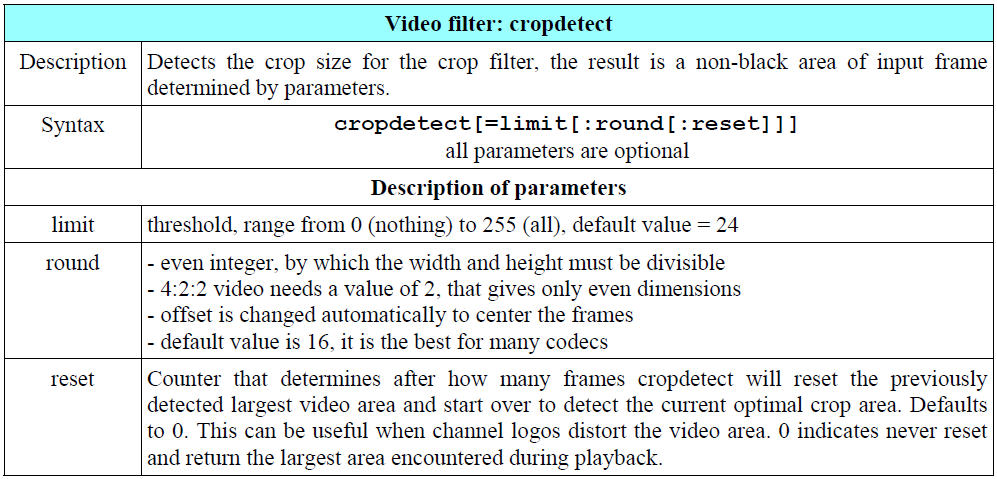 Video filter: cropdetect
Description
Detects the crop size for the crop filter, the result is a non-black area of input frame
determined by parameters.
Syntax
cropdetect[=limit[:round[:reset]]]
all parameters are optional
Description of parameters
limit
threshold, range from 0 (nothing) to 255 (all), default value = 24
round
- even integer, by which the width and height must be divisible
- 4:2:2 video needs a value of 2, that gives only even dimensions
- offset is changed automatically to center the frames
- default value is 16, it is the best for many codecs
reset
Counter that determines after how many frames cropdetect will reset the previously
detected largest video area and start over to detect the current optimal crop area. Defaults
to 0. This can be useful when channel logos distort the video area. 0 indicates never reset
and return the largest area encountered during playback.